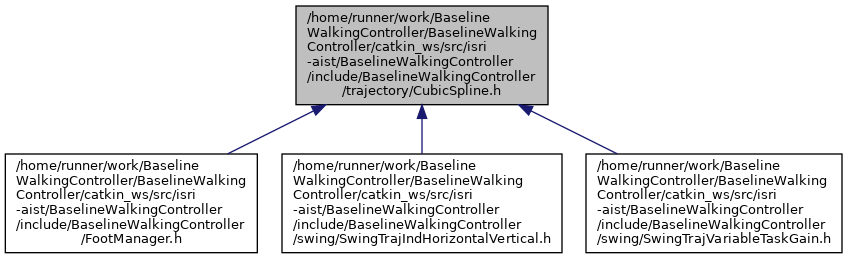 /home/runner/work/Baseline
WalkingController/BaselineWalking
Controller/catkin_ws/src/isri
-aist/BaselineWalkingController
/include/BaselineWalkingController
/trajectory/CubicSpline.h
/home/runner/work/Baseline
WalkingController/BaselineWalking
Controller/catkin_ws/src/isri
-aist/BaselineWalkingController
/include/BaselineWalkingController
/FootManager.h
/home/runner/work/Baseline
WalkingController/BaselineWalking
Controller/catkin_ws/src/isri
-aist/BaselineWalkingController
/include/BaselineWalkingController
/swing/SwingTrajIndHorizontalVertical.h
/home/runner/work/Baseline
WalkingController/BaselineWalking
Controller/catkin_ws/src/isri
-aist/BaselineWalkingController
/include/BaselineWalkingController
/swing/SwingTrajVariableTaskGain.h